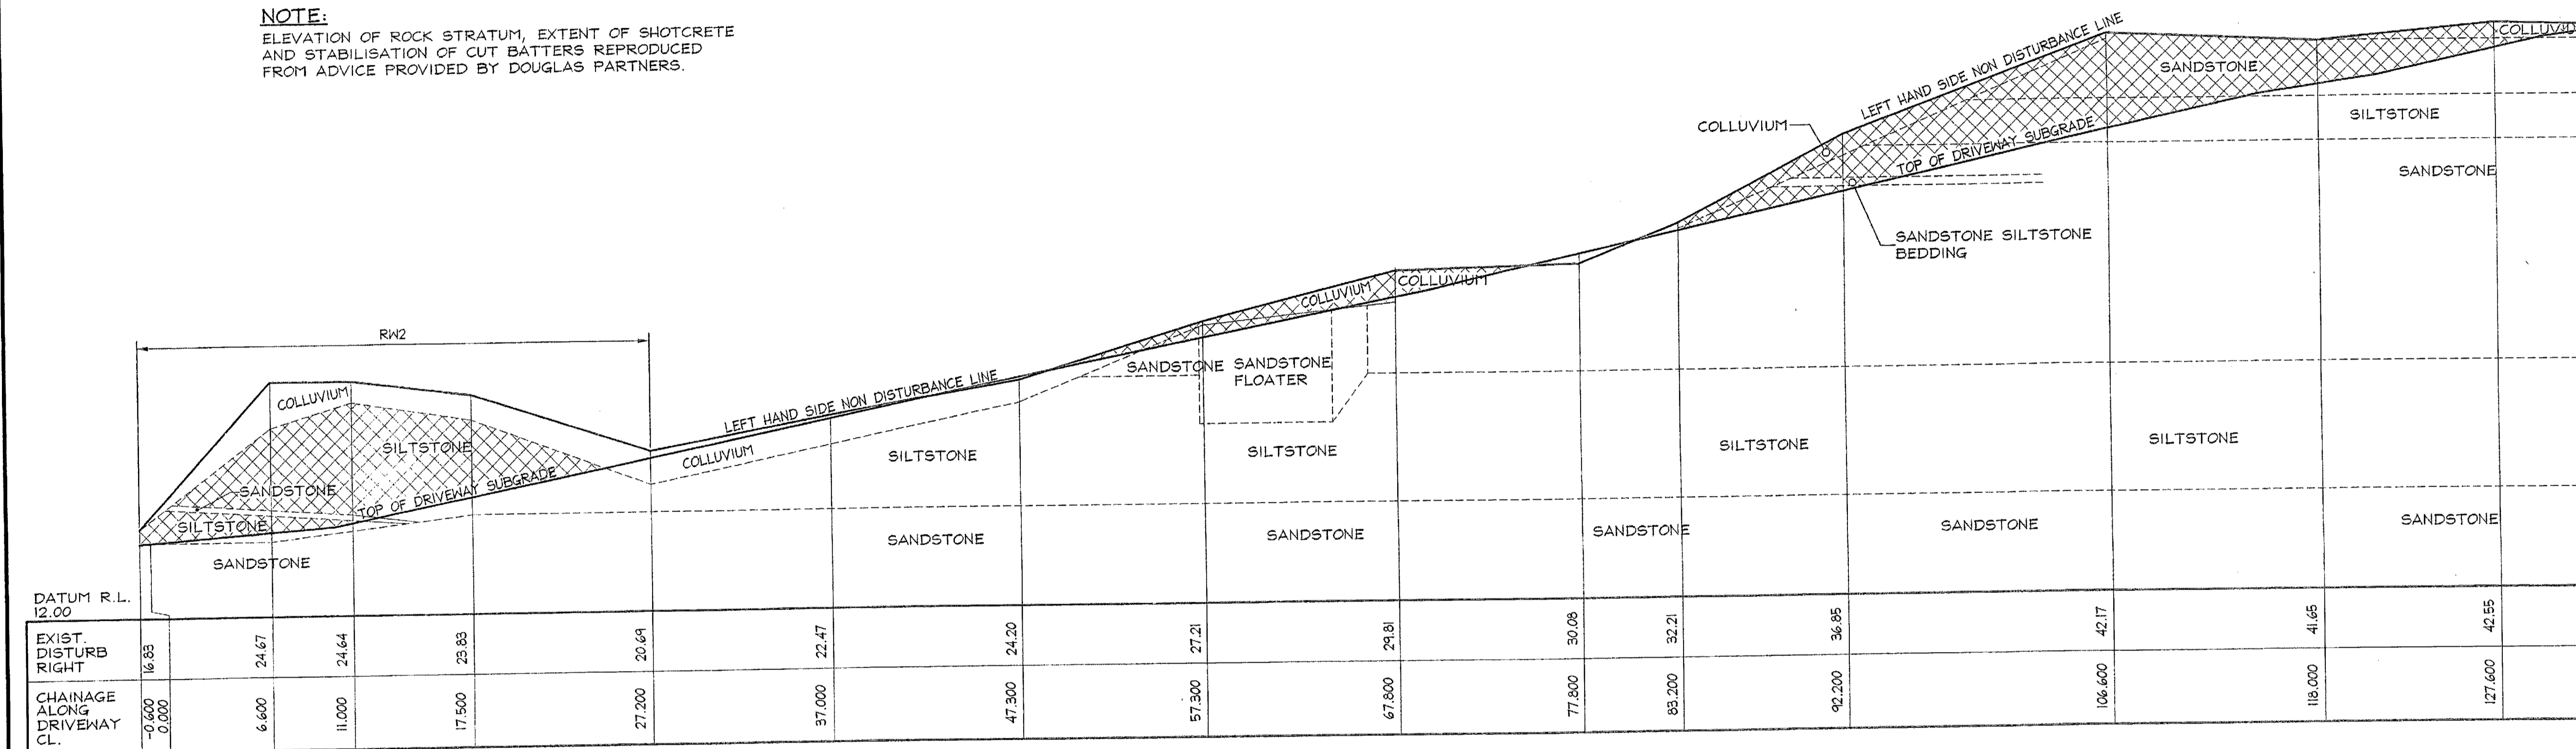 NOTE:
ELEVATION OF ROCK STRATUM, EXTENT OF SHOTCRETE
AND STABILISATION OF CUT BATTERS REPRODUCED
FROM ADVICE PROVIDED BY DOUGLAS PARTNERS.
LEFT HAND SIDE NON DISTURBANCE LINE
COLLUVIUM
SANDSTONE
COLLUVIUM
SILTSTONE
TOP OF DRIVEWAY SUBGRADE
SANDSTONE
SANDSTONE SILTSTONE
BEDDING
COLLUVIUM
COLLUVIUM
RW2
SANDSTONE
SANDSTONE
FLOATER
LEFT HAND SIDE NON DISTURBANCE LINE
COLLUVIUM
SILTSTONE
COLLUVIUM
SILTSTONE
SILTSTONE
SILTSTONE
SILTSTONE
TOP OF DRIVEWAY SUBGRADE
SANDSTONE
SILTSTONE
SANDSTONE
SANDSTONE
SANDSTONE
SANDSTONE
SANDSTONE
SANDSTONE
DATUM R.L.
12.00
EXIST.
DISTURB
RIGHT
16.83
24.67
24.64
23.83
20.69
22.47
24.20
27.21
29.81
30.08
32.21
36.85
42.17
41.65
42.55
CHAINAGE
ALONG
DRIVEWAY
CL.
-0.600
0.000
6.600
11.000
17.500
27.200
37.000
47.300
57.300
67.800
77.800
83.200
92.200
106.600
118.000
127.600